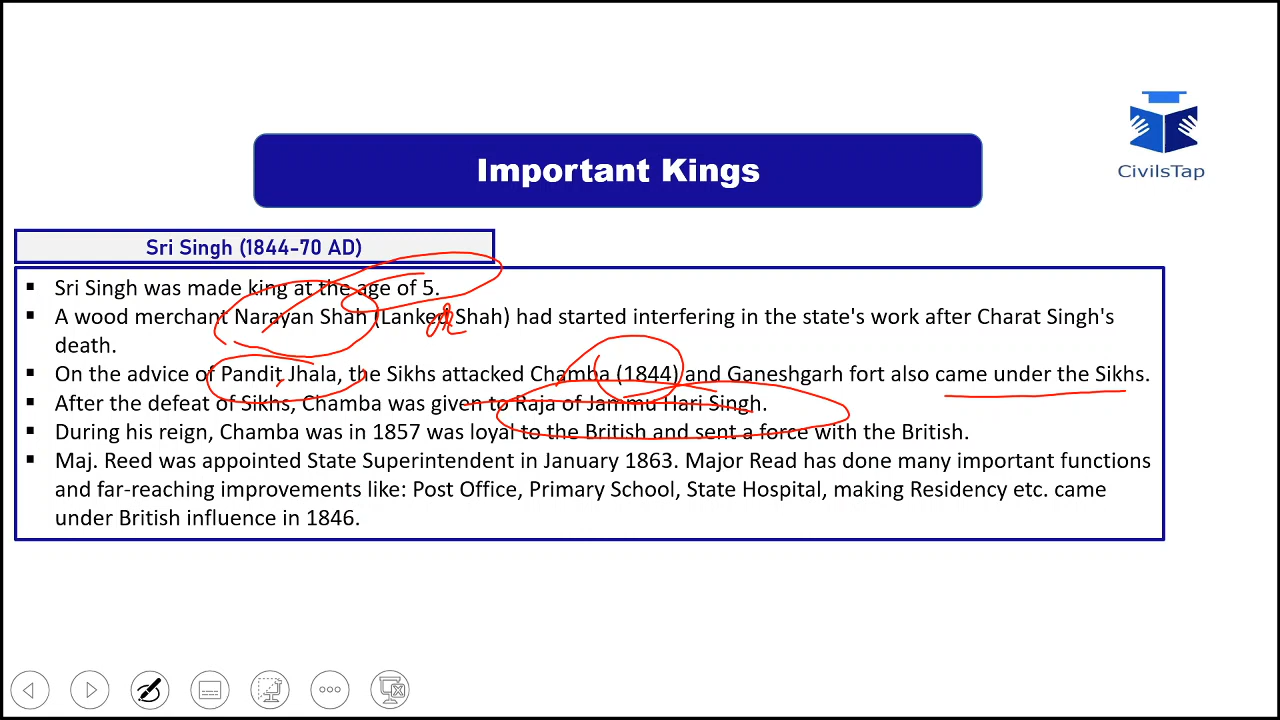 CivilsTap
Important Kings
Sri Singh (1844-70 AD)
▪ Sri Singh was made king at the age of 5.
▪ A wood merchant Narayan Shah (Lanked Shah) had started interfering in the state's work after Charat Singh's
death.
▪ On the advice of Pandit Jhala, the Sikhs attacked Chamba (1844) and Ganeshgarh fort also came under the Sikhs.
▪ After the defeat of Sikhs, Chamba was given to Raja of Jammu Hari Singh.
▪ During his reign, Chamba was in 1857 was loyal to the British and sent a force with the British.
▪ Maj. Reed was appointed State Superintendent in January 1863. Major Read has done many important functions
and far-reaching improvements like: Post Office, Primary School, State Hospital, making Residency etc. came
under British influence in 1846.